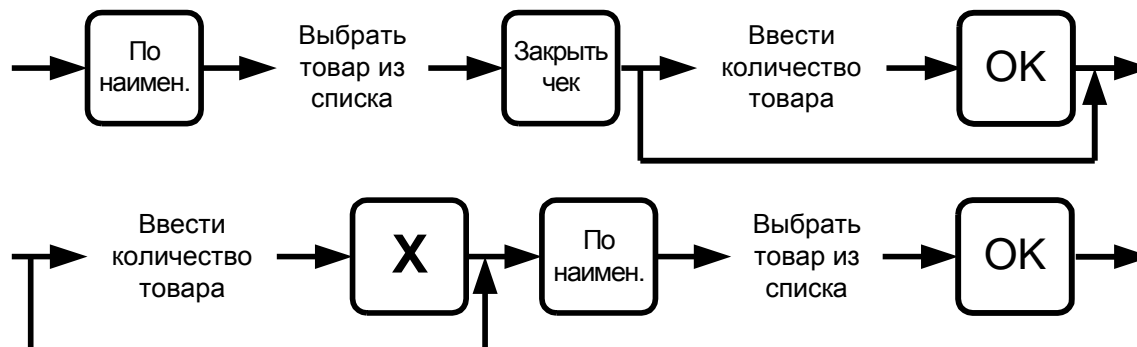 По
наимен.
Выбрать
товар из
списка
Закрыть
чек
Ввести
количество
товара
OK
Ввести
количество
товара
X
По
наимен.
Выбрать
товар из
списка
OK